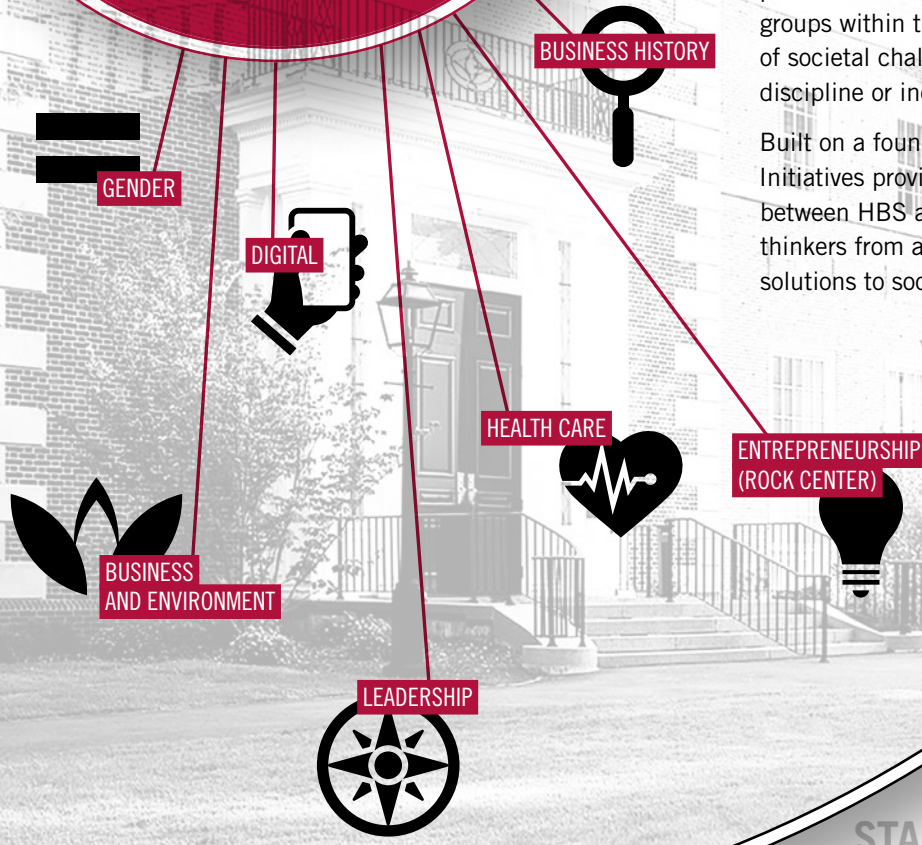 groups within t
of societal chal
discipline or in
Built on a foun
Initiatives provi
between HBS a
thinkers from a
solutions to soc
BUSINESS HISTORY
GENDER
DIGITAL
HEALTH CARE
ENTREPRENEURSHIP
(ROCK CENTER)
BUSINESS
AND ENVIRONMENT
LEADERSHIP
STA